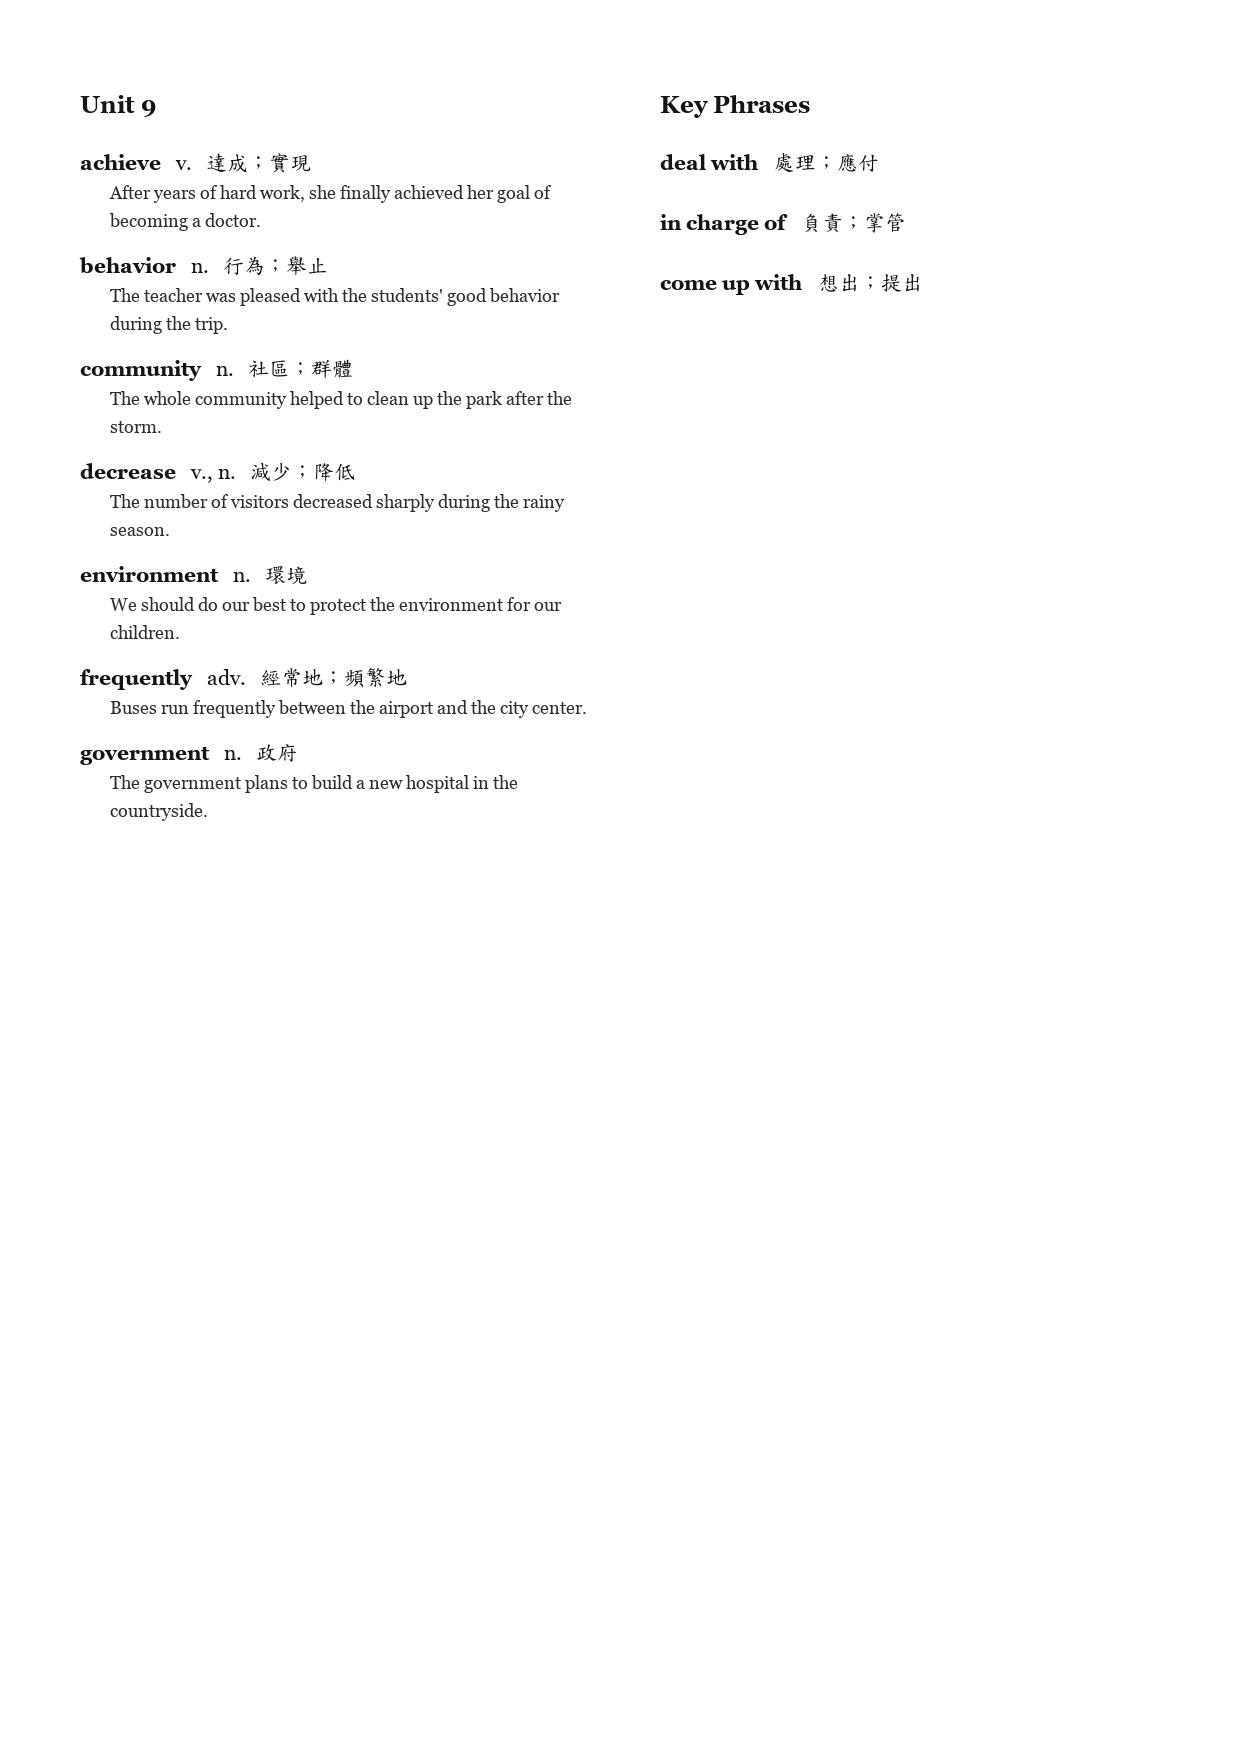 Unit 9
achieve v. 達成；實現
After years of hard work, she finally achieved her goal of
becoming a doctor.
behavior n. 行為；舉止
The teacher was pleased with the students' good behavior
during the trip.
community n. 社區；群體
The whole community helped to clean up the park after the
storm.
decrease v., n. 減少；降低
The number of visitors decreased sharply during the rainy
season.
environment n. 環境
We should do our best to protect the environment for our
children.
frequently adv. 經常地；頻繁地
Buses run frequently between the airport and the city center.
government n. 政府
The government plans to build a new hospital in the
countryside.
Key Phrases
deal with 處理；應付
in charge of 負責；掌管
come up with 想出；提出